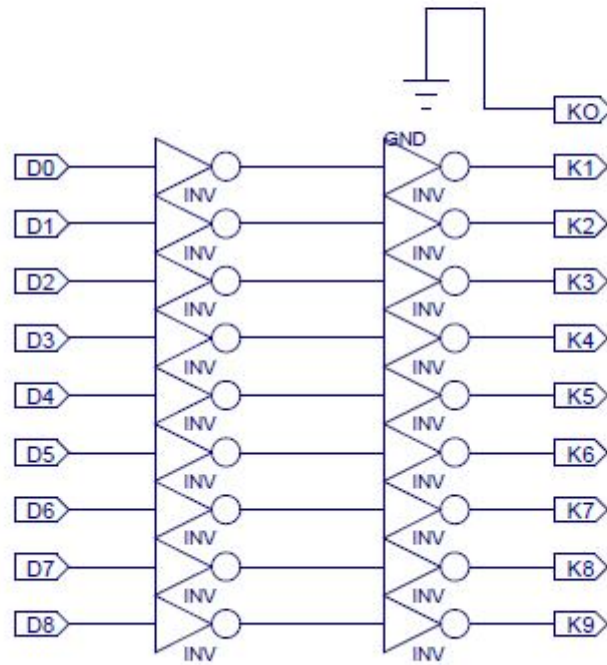 KO
GND
D0 K1
INV INV
D1 K2
INV INV
D2 K3
INV INV
D3 K4
INV INV
D4 K5
INV INV
D5 K6
INV INV
D6 K7
INV INV
D7 K8
INV INV
D8 K9
INV INV